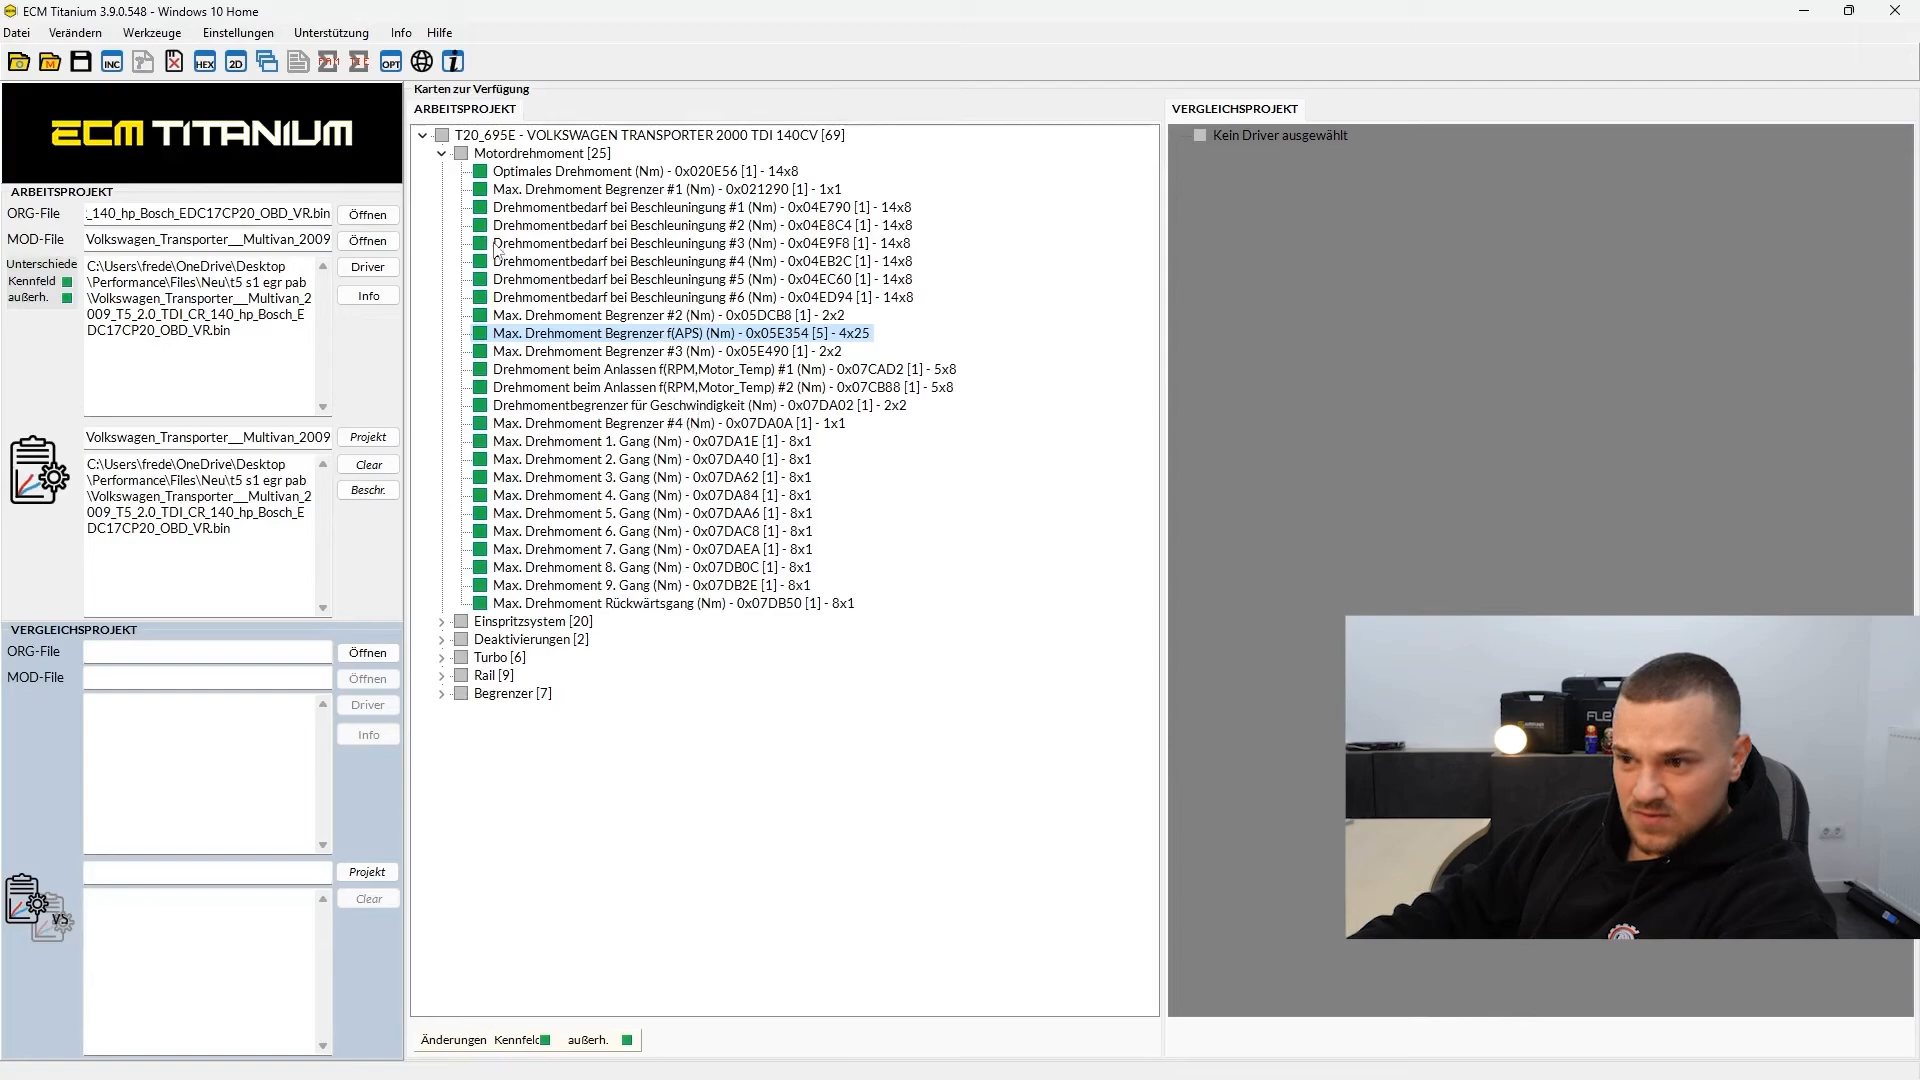 ECM Titanium 3.9.0.548 - Windows 10 Home
Datei Verändern Werkzeuge Einstellungen Unterstützung Info Hilfe
INC HEX 2D OPT
ECM TITANIUM
ARBEITSPROJEKT
ORG-File
_140_hp_Bosch_EDC17CP20_OBD_VR.bin
Öffnen
MOD-File
Volkswagen_Transporter__Multivan_2009
Öffnen
Unterschiede
Kennfeld
außerh.
C:\Users\frede\OneDrive\Desktop
\Performance\Files\Neu\t5 s1 egr pab
\Volkswagen_Transporter__Multivan_2
009_T5_2.0_TDI_CR_140_hp_Bosch_E
DC17CP20_OBD_VR.bin
Driver
Info
Volkswagen_Transporter__Multivan_2009
Projekt
C:\Users\frede\OneDrive\Desktop
\Performance\Files\Neu\t5 s1 egr pab
\Volkswagen_Transporter__Multivan_2
009_T5_2.0_TDI_CR_140_hp_Bosch_E
DC17CP20_OBD_VR.bin
Clear
Beschr.
VERGLEICHSPROJEKT
ORG-File
Öffnen
MOD-File
Öffnen
Driver
Info
Projekt
Clear
VS
Karten zur Verfügung
ARBEITSPROJEKT
T20_695E - VOLKSWAGEN TRANSPORTER 2000 TDI 140CV [69]
Motordrehmoment [25]
Optimales Drehmoment (Nm) - 0x020E56 [1] - 14x8
Max. Drehmoment Begrenzer #1 (Nm) - 0x021290 [1] - 1x1
Drehmomentbedarf bei Beschleuningung #1 (Nm) - 0x04E790 [1] - 14x8
Drehmomentbedarf bei Beschleuningung #2 (Nm) - 0x04E8C4 [1] - 14x8
Drehmomentbedarf bei Beschleuningung #3 (Nm) - 0x04E9F8 [1] - 14x8
Drehmomentbedarf bei Beschleuningung #4 (Nm) - 0x04EB2C [1] - 14x8
Drehmomentbedarf bei Beschleuningung #5 (Nm) - 0x04EC60 [1] - 14x8
Drehmomentbedarf bei Beschleuningung #6 (Nm) - 0x04ED94 [1] - 14x8
Max. Drehmoment Begrenzer #2 (Nm) - 0x05DCB8 [1] - 2x2
Max. Drehmoment Begrenzer f(APS) (Nm) - 0x05E354 [5] - 4x25
Max. Drehmoment Begrenzer #3 (Nm) - 0x05E490 [1] - 2x2
Drehmoment beim Anlassen f(RPM,Motor_Temp) #1 (Nm) - 0x07CAD2 [1] - 5x8
Drehmoment beim Anlassen f(RPM,Motor_Temp) #2 (Nm) - 0x07CB88 [1] - 5x8
Drehmomentbegrenzer für Geschwindigkeit (Nm) - 0x07DA02 [1] - 2x2
Max. Drehmoment Begrenzer #4 (Nm) - 0x07DA0A [1] - 1x1
Max. Drehmoment 1. Gang (Nm) - 0x07DA1E [1] - 8x1
Max. Drehmoment 2. Gang (Nm) - 0x07DA40 [1] - 8x1
Max. Drehmoment 3. Gang (Nm) - 0x07DA62 [1] - 8x1
Max. Drehmoment 4. Gang (Nm) - 0x07DA84 [1] - 8x1
Max. Drehmoment 5. Gang (Nm) - 0x07DAA6 [1] - 8x1
Max. Drehmoment 6. Gang (Nm) - 0x07DAC8 [1] - 8x1
Max. Drehmoment 7. Gang (Nm) - 0x07DAEA [1] - 8x1
Max. Drehmoment 8. Gang (Nm) - 0x07DB0C [1] - 8x1
Max. Drehmoment 9. Gang (Nm) - 0x07DB2E [1] - 8x1
Max. Drehmoment Rückwärtsgang (Nm) - 0x07DB50 [1] - 8x1
Einspritzsystem [20]
Deaktivierungen [2]
Turbo [6]
Rail [9]
Begrenzer [7]
Änderungen Kennfeld außerh.
VERGLEICHSPROJEKT
Kein Driver ausgewählt